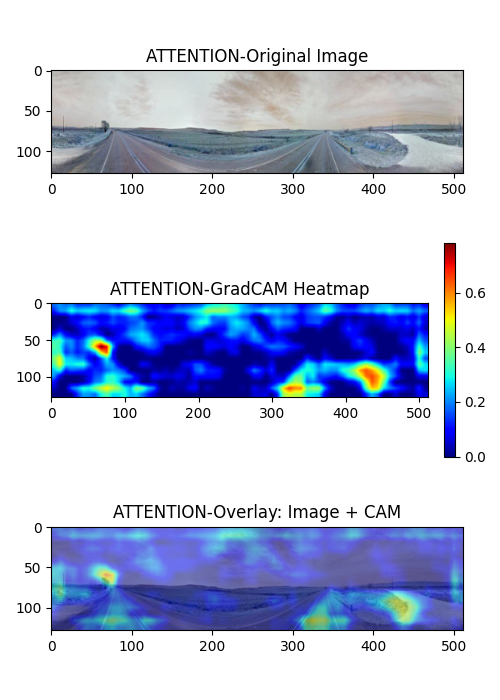 ATTENTION-Original Image
0
50
100
0 100 200 300 400 500
ATTENTION-GradCAM Heatmap
0
50
100
0 100 200 300 400 500
0.6
0.4
0.2
0.0
ATTENTION-Overlay: Image + CAM
0
50
100
0 100 200 300 400 500